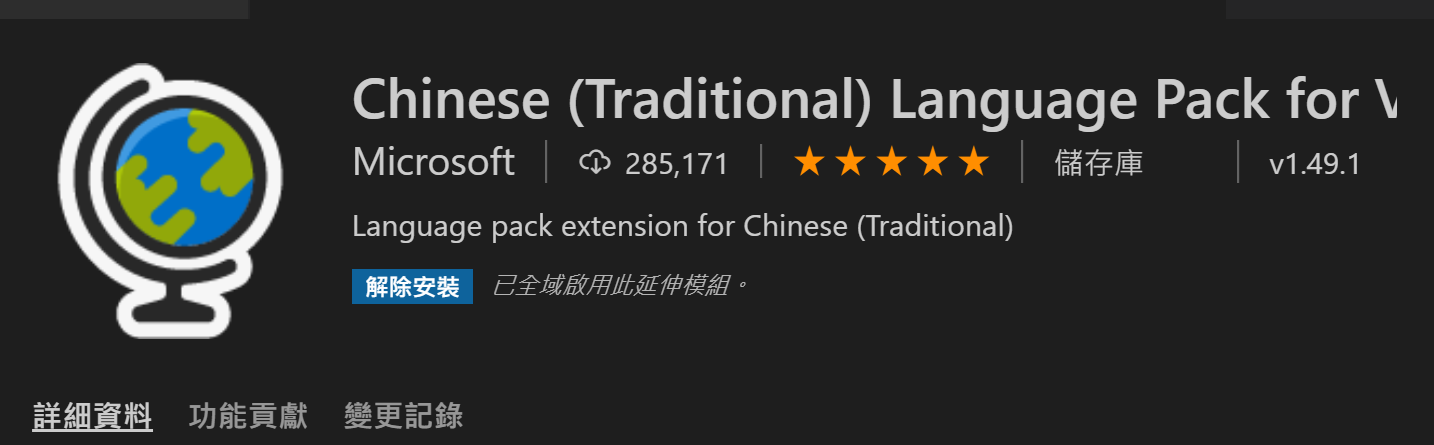 Chinese (Traditional) Language Pack for V
Microsoft 285,171 儲存庫 v1.49.1
Language pack extension for Chinese (Traditional)
解除安裝 已全域啟用此延伸模組。
詳細資料 功能貢獻 變更記錄